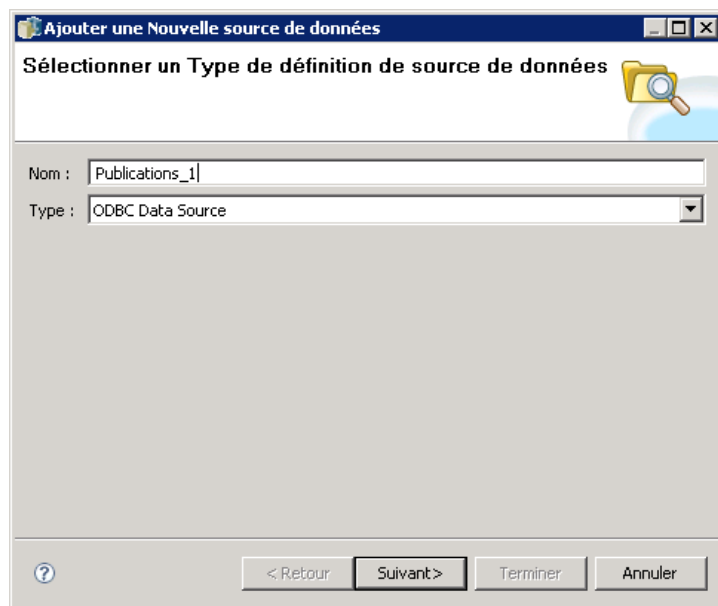 Ajouter une Nouvelle source de données
Sélectionner un Type de définition de source de données
Nom : Publications_1
Type : ODBC Data Source
? < Retour Suivant> Terminer Annuler